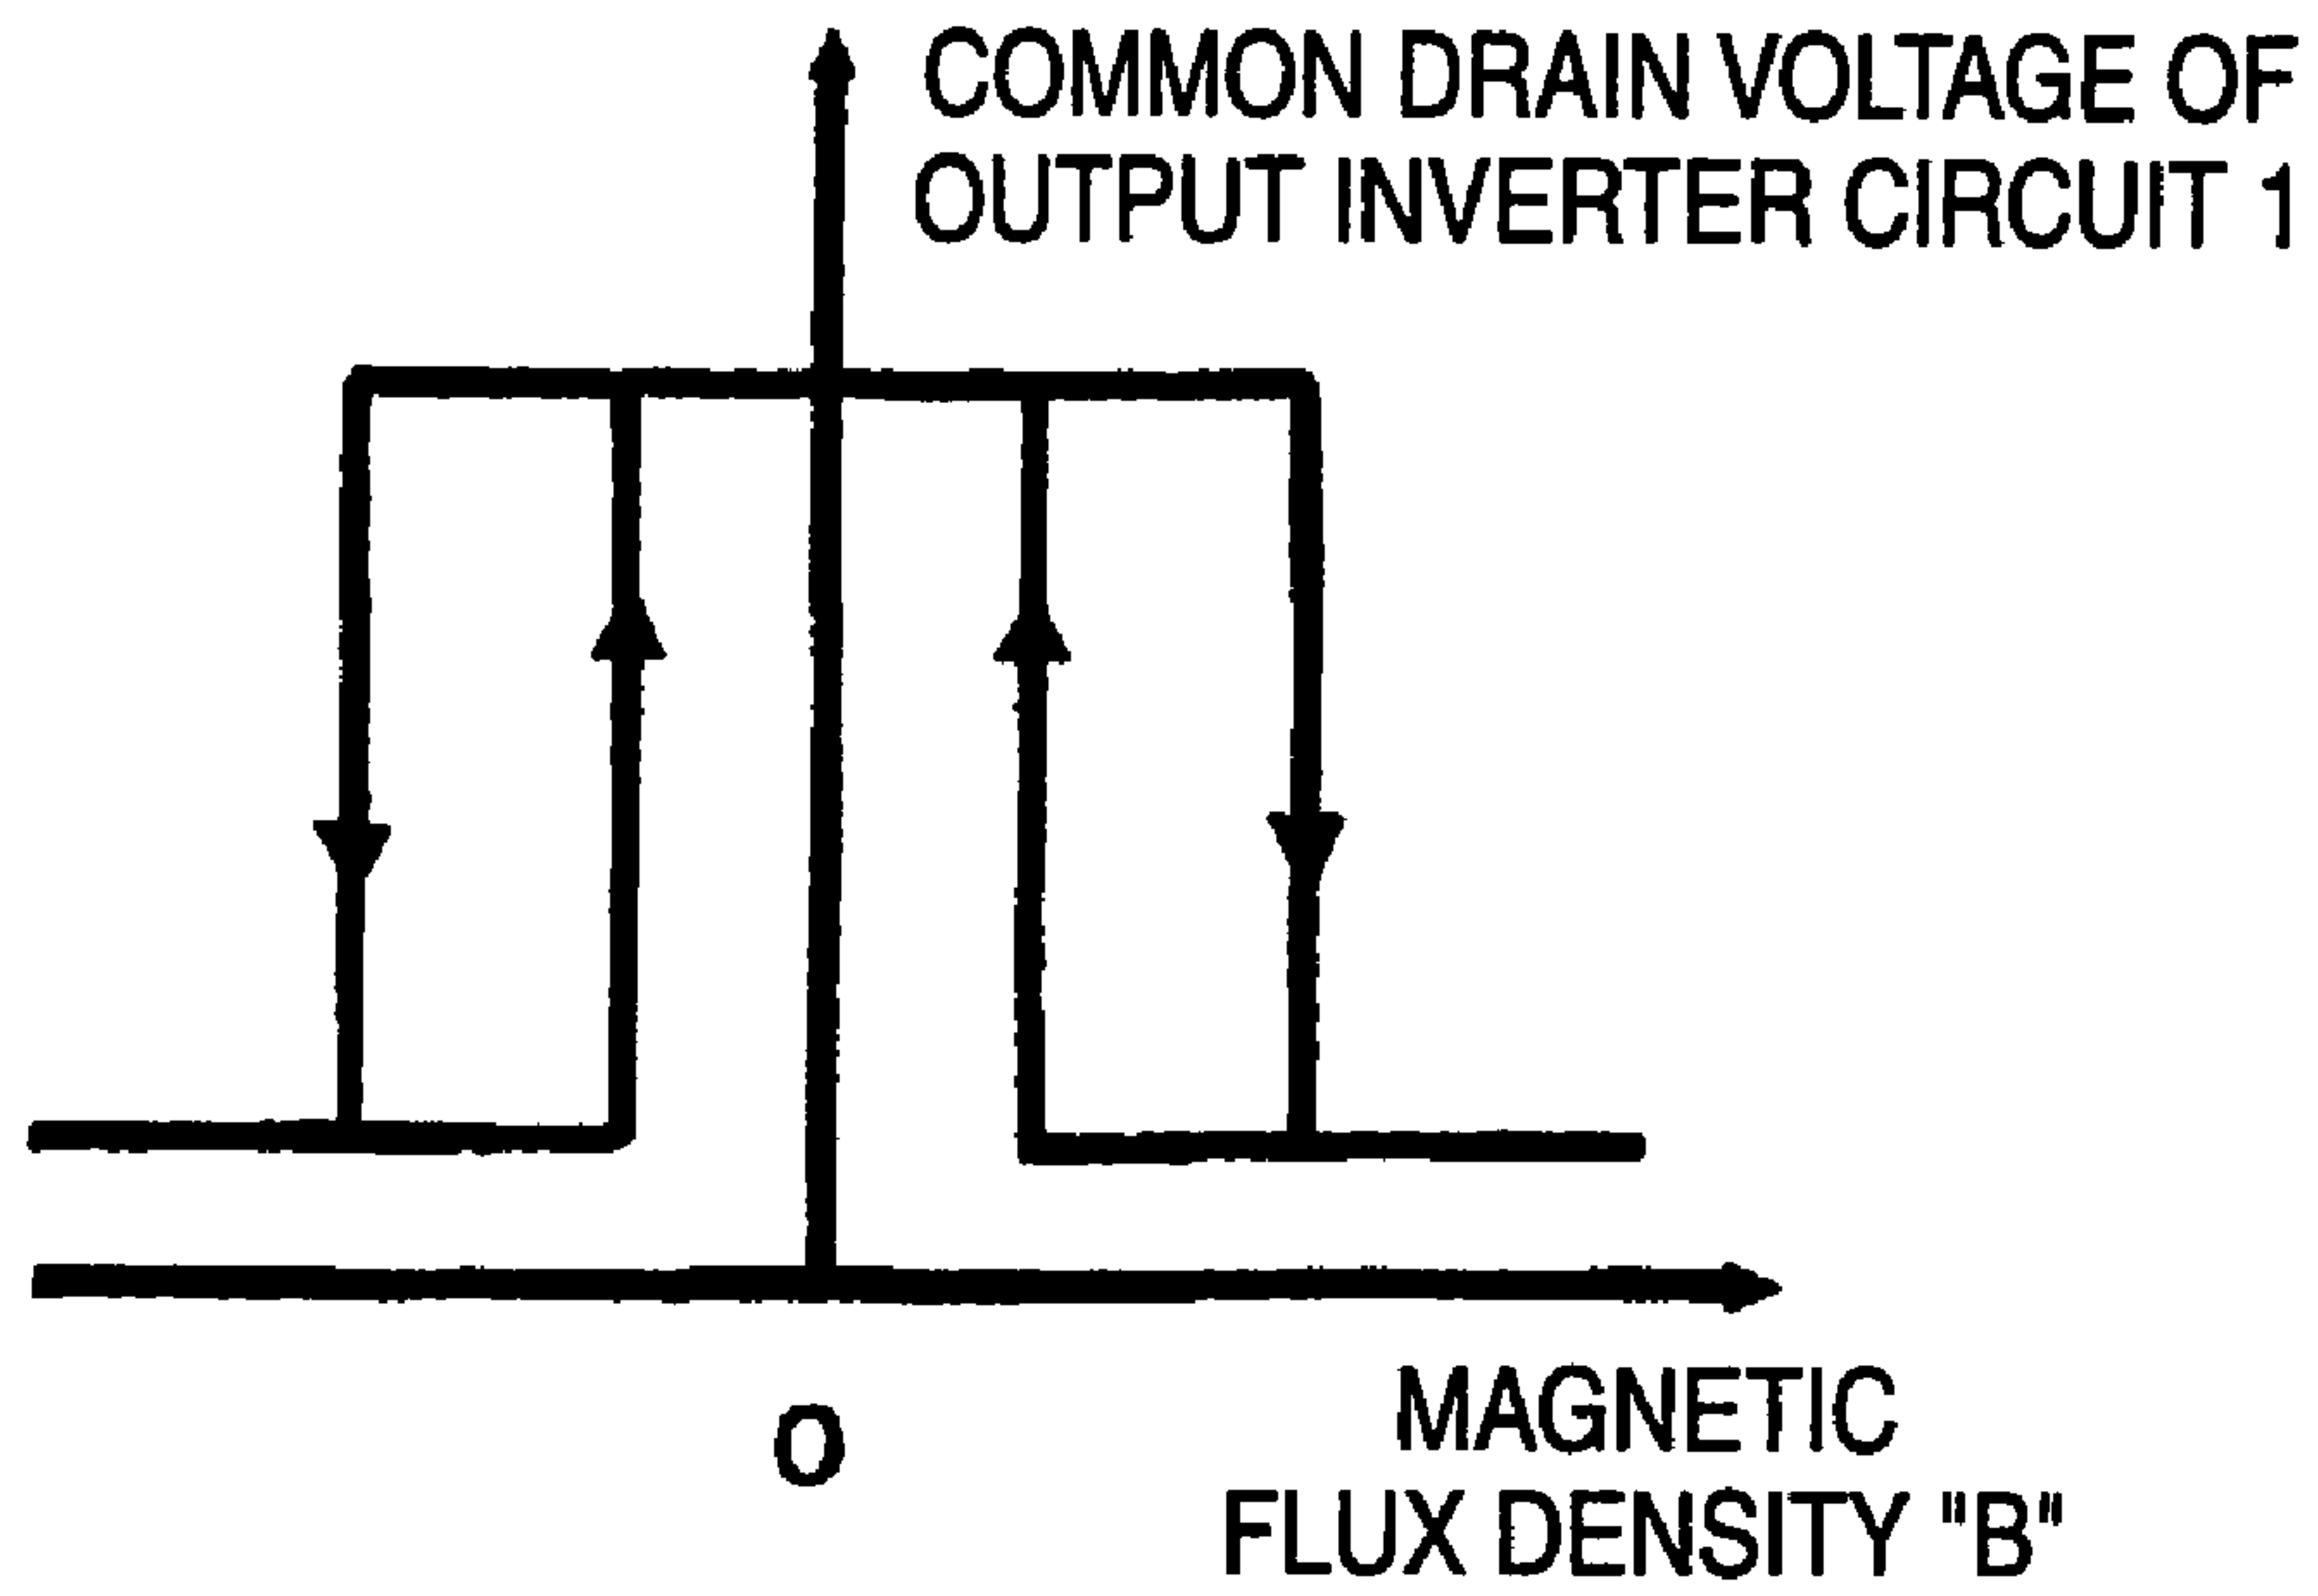 COMMON DRAIN VOLTAGE OF
OUTPUT INVERTER CIRCUIT 1
O
MAGNETIC
FLUX DENSITY "B"